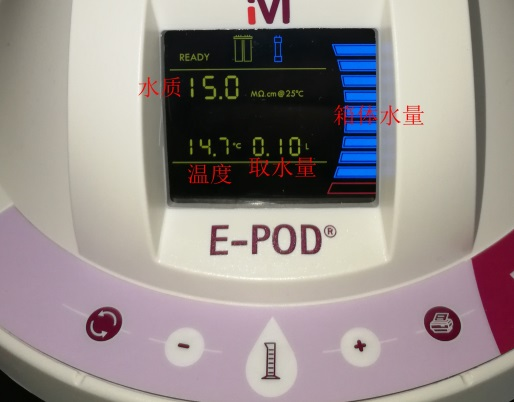 READY
水质 15.0 MΩ.cm@25℃
箱体水量
14.7 ℃ 0.10 L
温度 取水量
E-POD®
- +